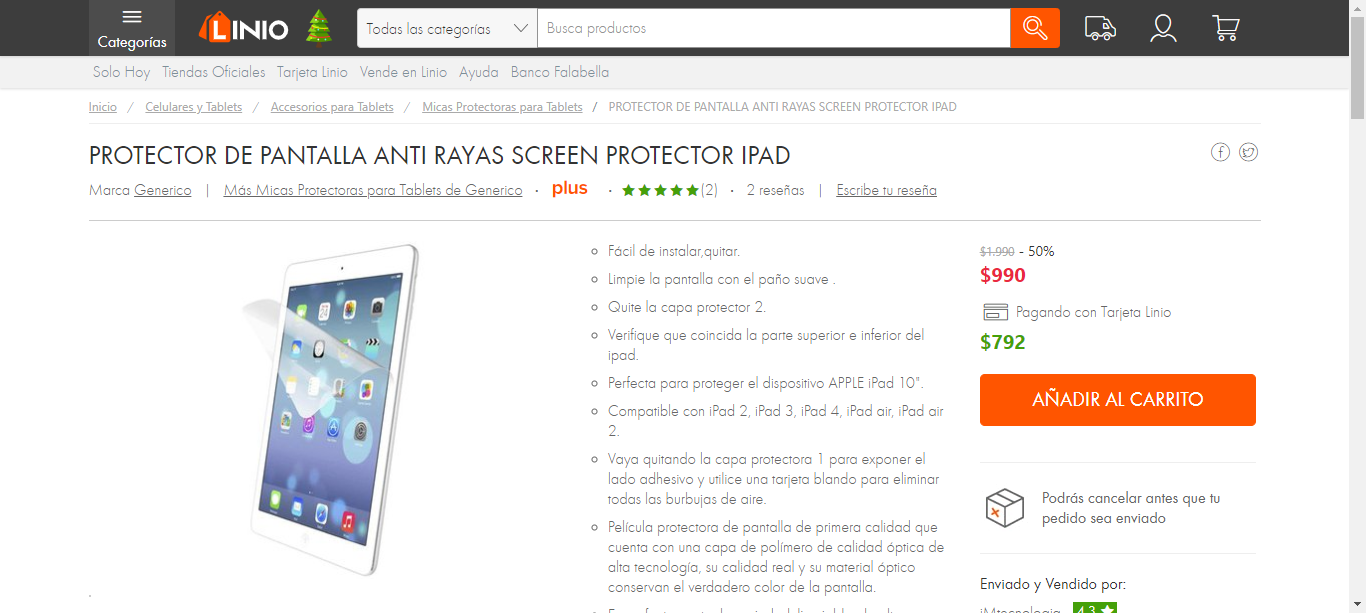 Categorías
LINIO
Todas las categorías
Busca productos
Solo Hoy Tiendas Oficiales Tarjeta Linio Vende en Linio Ayuda Banco Falabella
Inicio / Celulares y Tablets / Accesorios para Tablets / Micas Protectoras para Tablets / PROTECTOR DE PANTALLA ANTI RAYAS SCREEN PROTECTOR IPAD
PROTECTOR DE PANTALLA ANTI RAYAS SCREEN PROTECTOR IPAD
Marca Generico | Más Micas Protectoras para Tablets de Generico · plus · ★★★★★(2) · 2 reseñas | Escribe tu reseña
Fácil de instalar,quitar.
Limpie la pantalla con el paño suave .
Quite la capa protector 2.
Verifique que coincida la parte superior e inferior del
ipad.
Perfecta para proteger el dispositivo APPLE iPad 10".
Compatible con iPad 2, iPad 3, iPad 4, iPad air, iPad air
2.
Vaya quitando la capa protectora 1 para exponer el
lado adhesivo y utilice una tarjeta blando para eliminar
todas las burbujas de aire.
Película protectora de pantalla de primera calidad que
cuenta con una capa de polímero de calidad óptica de
alta tecnología, su calidad real y su material óptico
conservan el verdadero color de la pantalla.
$1.990 - 50%
$990
Pagando con Tarjeta Linio
$792
AÑADIR AL CARRITO
Podrás cancelar antes que tu
pedido sea enviado
Enviado y Vendido por:
iMtecnologia 4.3 ★